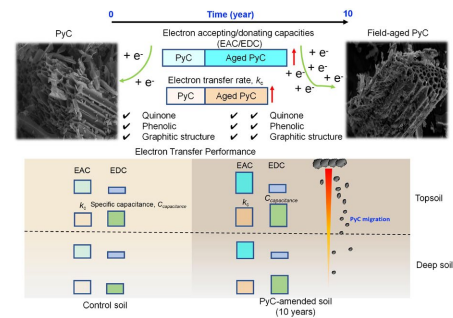 0 Time (year) 10
PyC Electron accepting/donating capacities Field-aged PyC
(EAC/EDC)
+ e- PyC Aged PyC + e-
+ e- + e- + e-
+ e- Electron transfer rate, kc + e- + e-
PyC Aged PyC + e-
✔ Quinone ✔ ✔ Quinone
✔ Phenolic ✔ ✔ Phenolic
✔ Graphitic structure ✔ ✔ Graphitic structure
Electron Transfer Performance
EAC EDC EAC EDC
kc Specific capacitance, Ccapacitance kc Ccapacitance
Topsoil
PyC migration
Deep soil
Control soil PyC-amended soil
(10 years)